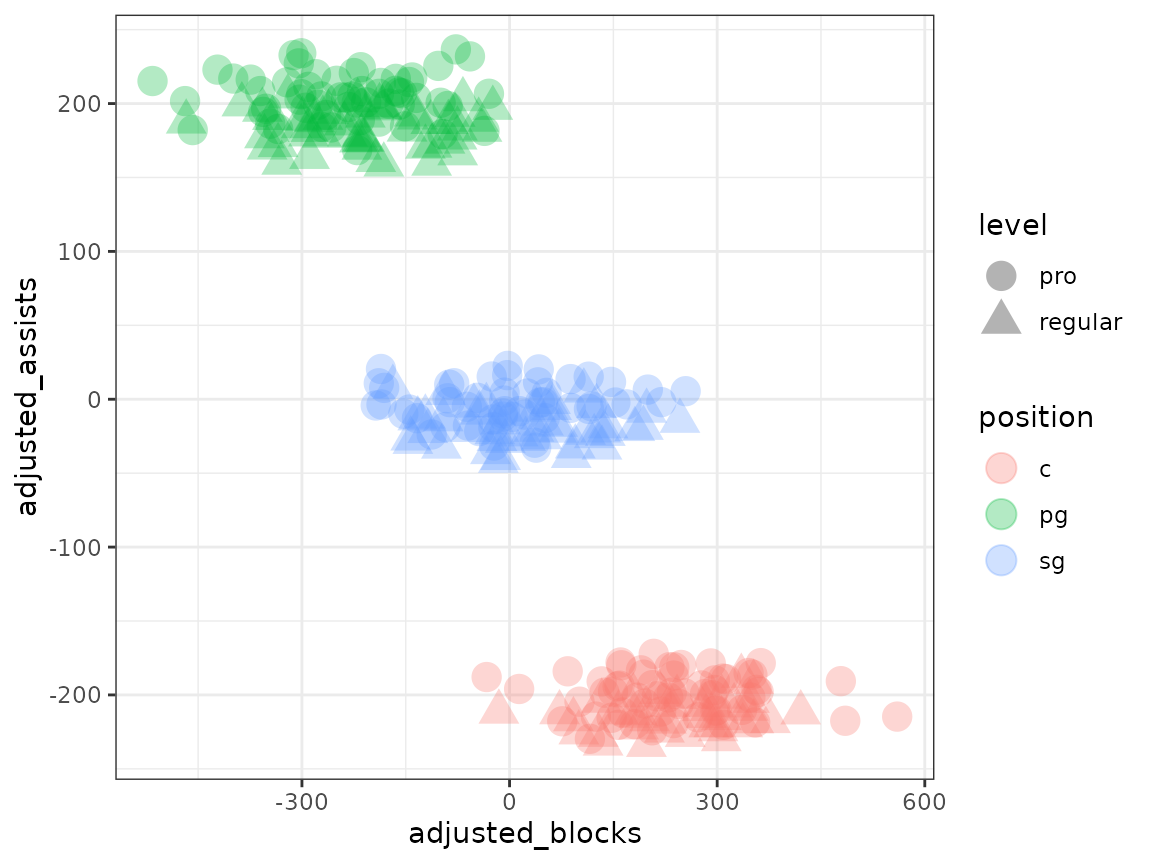 adjusted_assists
200
100
0
-100
-200
-300
0
300
600
adjusted_blocks
level
pro
regular
position
c
pg
sg